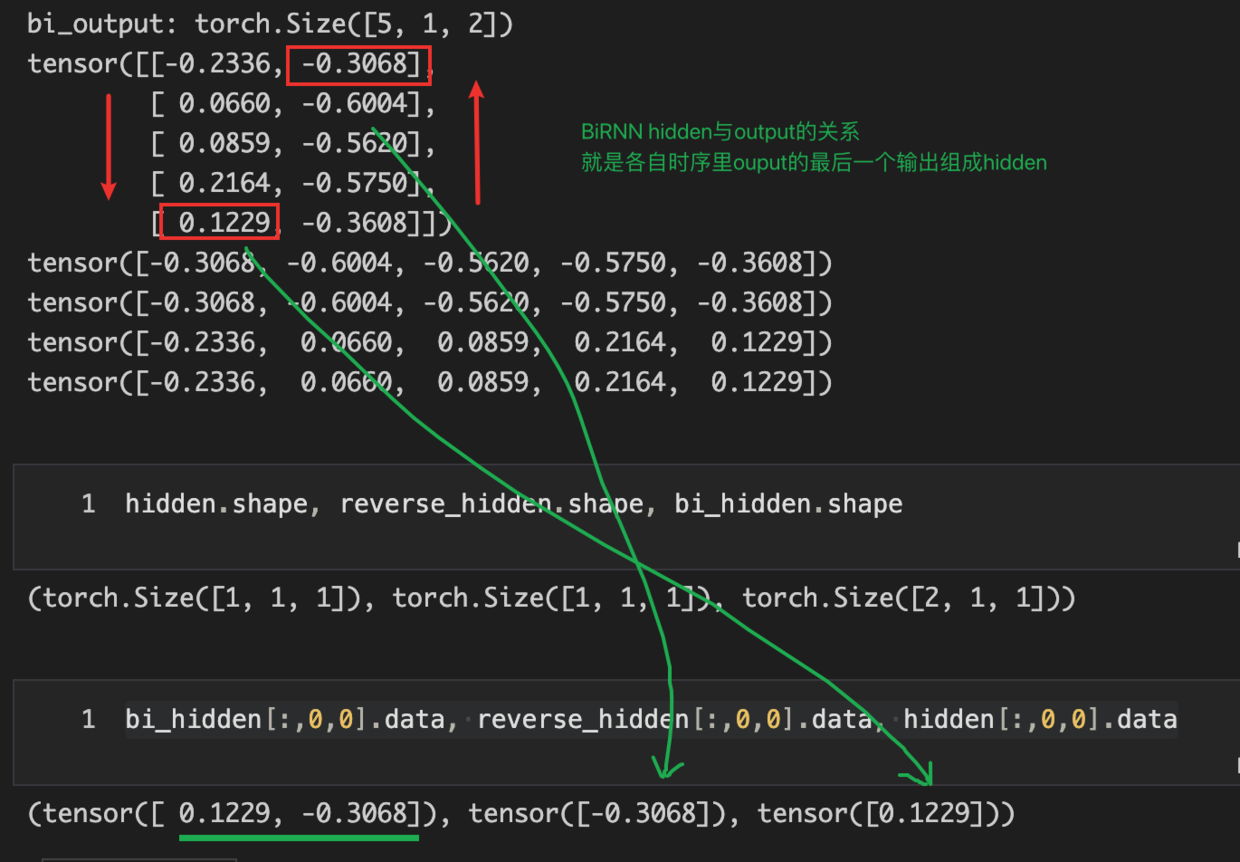 bi_output: torch.Size([5, 1, 2])
tensor([[-0.2336, -0.3068],
[ 0.0660, -0.6004],
BiRNN hidden与output的关系
[ 0.0859, -0.5620],
就是各自时序里ouput的最后一个输出组成hidden
[ 0.2164, -0.5750],
[ 0.1229, -0.3608]])
tensor([-0.3068, -0.6004, -0.5620, -0.5750, -0.3608])
tensor([-0.3068, -0.6004, -0.5620, -0.5750, -0.3608])
tensor([-0.2336, 0.0660, 0.0859, 0.2164, 0.1229])
tensor([-0.2336, 0.0660, 0.0859, 0.2164, 0.1229])
1 hidden.shape, reverse_hidden.shape, bi_hidden.shape
(torch.Size([1, 1, 1]), torch.Size([1, 1, 1]), torch.Size([2, 1, 1]))
1 bi_hidden[:,0,0].data, reverse_hidden[:,0,0].data, hidden[:,0,0].data
(tensor([ 0.1229, -0.3068]), tensor([-0.3068]), tensor([0.1229]))